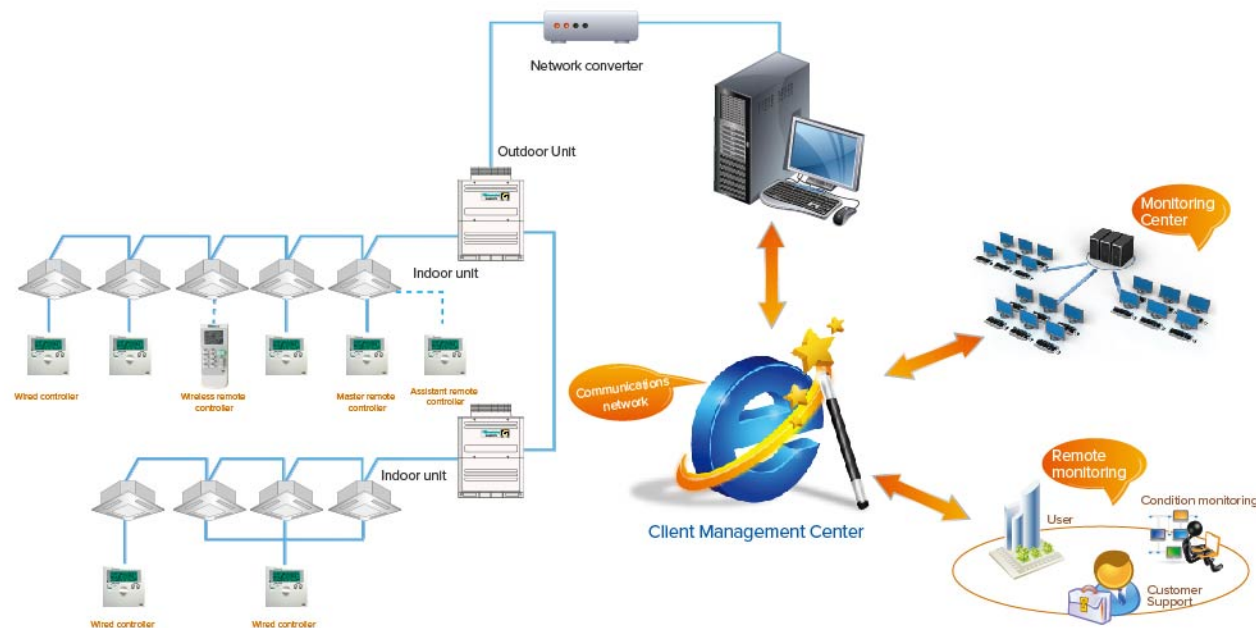 Network converter
Outdoor Unit
Monitoring
Center
Indoor unit
Wired controller
Wireless remote
controller
Master remote
controller
Assistant remote
controller
Communications
network
Indoor unit
Remote
monitoring
Condition monitoring
User
Client Management Center
Customer
Support
Wired controller
Wired controller